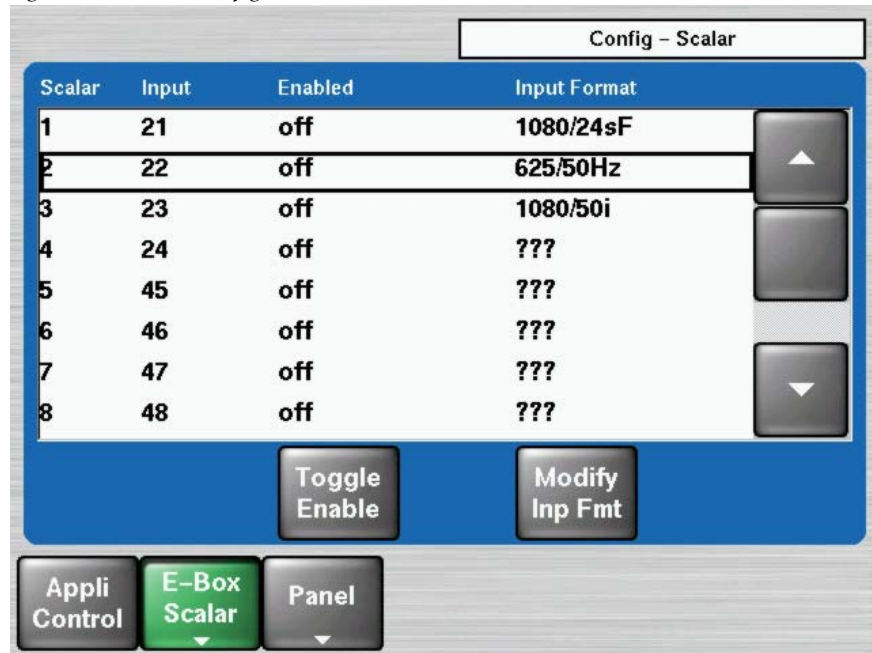 Config – Scalar
Scalar Input Enabled Input Format
1 21 off 1080/24sF
2 22 off 625/50Hz
3 23 off 1080/50i
4 24 off ???
5 45 off ???
6 46 off ???
7 47 off ???
8 48 off ???
Toggle Enable
Modify Inp Fmt
Appli Control
E–Box Scalar
Panel